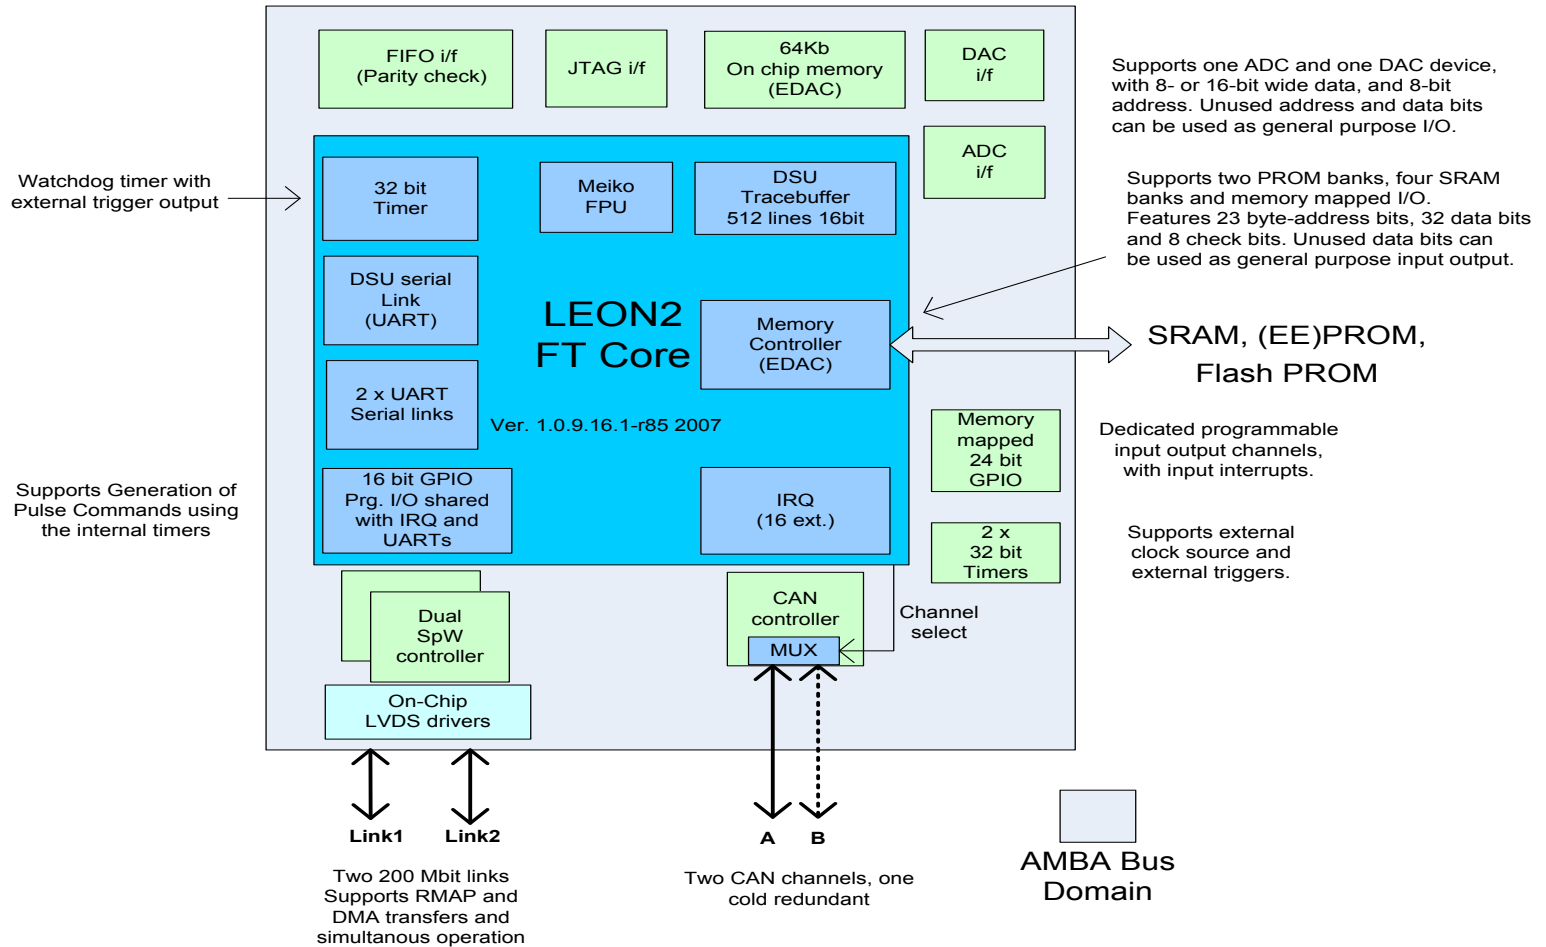 FIFO i/f
(Parity check)
JTAG i/f
64Kb
On chip memory
(EDAC)
DAC
i/f
ADC
i/f
Supports one ADC and one DAC device,
with 8- or 16-bit wide data, and 8-bit
address. Unused address and data bits
can be used as general purpose I/O.
Watchdog timer with
external trigger output
32 bit
Timer
Meiko
FPU
DSU
Tracebuffer
512 lines 16bit
Supports two PROM banks, four SRAM
banks and memory mapped I/O.
Features 23 byte-address bits, 32 data bits
and 8 check bits. Unused data bits can
be used as general purpose input output.
DSU serial
Link
(UART)
LEON2
FT Core
Memory
Controller
(EDAC)
SRAM, (EE)PROM,
Flash PROM
2 x UART
Serial links
Ver. 1.0.9.16.1-r85 2007
Memory
mapped
24 bit
GPIO
Dedicated programmable
input output channels,
with input interrupts.
Supports Generation of
Pulse Commands using
the internal timers
16 bit GPIO
Prg. I/O shared
with IRQ and
UARTs
IRQ
(16 ext.)
2 x
32 bit
Timers
Supports external
clock source and
external triggers.
Dual
SpW
controller
CAN
controller
MUX
Channel
select
On-Chip
LVDS drivers
Link1
Link2
A
B
Two 200 Mbit links
Supports RMAP and
DMA transfers and
simultanous operation
Two CAN channels, one
cold redundant
AMBA Bus
Domain